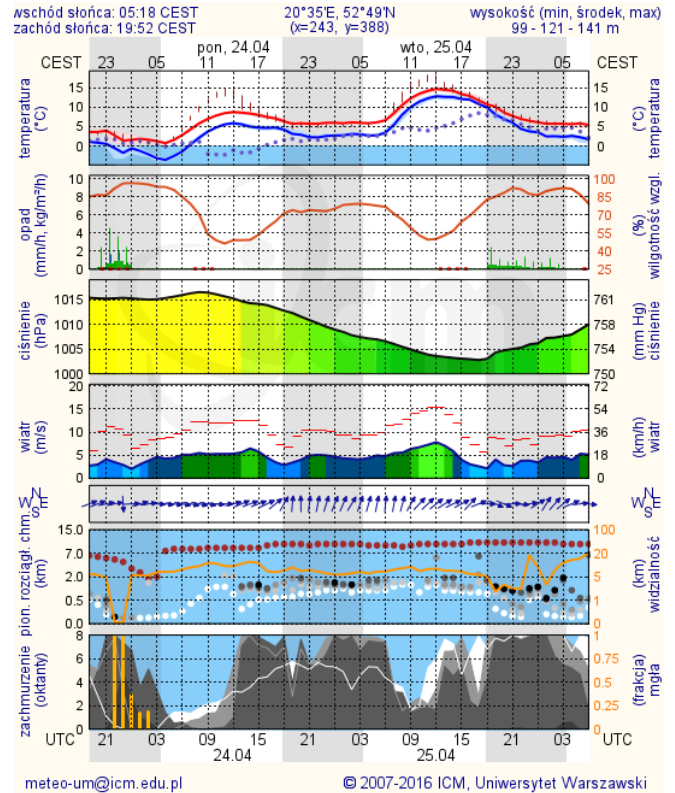 wschód słońca: 05:18 CEST 20°35'E, 52°49'N wysokość (min, środek, max)
zachód słońca: 19:52 CEST (x=243, y=388) 99 - 121 - 141 m
pon, 24.04 wto, 25.04
CEST 23 05 11 17 23 05 11 17 23 05 CEST
temperatura (°C)
15 15
10 10
5 5
0 0
temperatura (°C)
opad (mm/h, kg/m²/h)
10 100
8 85
6 70
4 55
2 40
0 25
wilgotność wzgl. (%)
ciśnienie (hPa)
1015 761
1010 758
1005 754
1000 750
(mm Hg) ciśnienie
wiatr (m/s)
20 72
15 54
10 36
5 18
0 0
(km/h) wiatr
N W E S N W E S
pion. rozciągł. chm (km)
15.0 100
7.0 20
2.0 5
0.5 1
0.0 0
(km) widzialność
zachmurzenie (oktanty)
8 1
6 0.75
4 0.5
2 0.25
0 0
(frakcja) mgła
UTC 21 03 09 15 21 03 09 15 21 03 UTC
24.04 25.04
meteo-um@icm.edu.pl © 2007-2016 ICM, Uniwersytet Warszawski